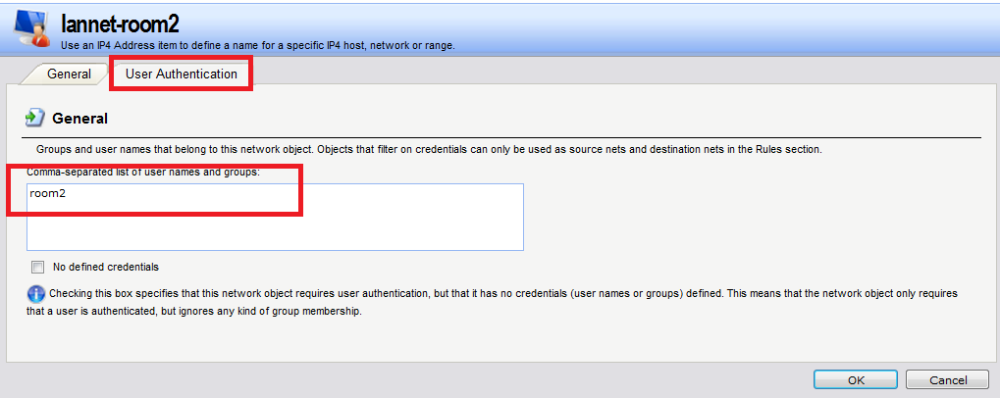 lannet-room2
Use an IP4 Address item to define a name for a specific IP4 host, network or range.
General
User Authentication
General
Groups and user names that belong to this network object. Objects that filter on credentials can only be used as source nets and destination nets in the Rules section.
Comma-separated list of user names and groups:
room2
No defined credentials
Checking this box specifies that this network object requires user authentication, but that it has no credentials (user names or groups) defined. This means that the network object only requires
that a user is authenticated, but ignores any kind of group membership.
OK
Cancel